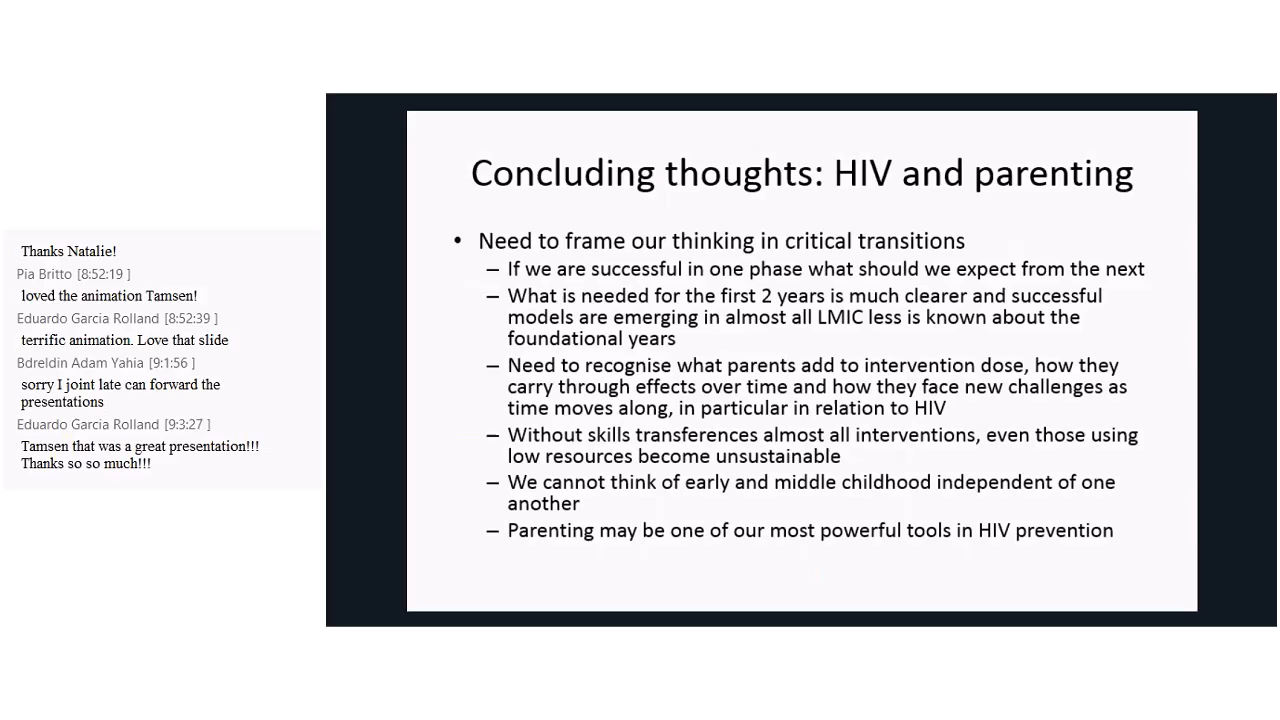 Thanks Natalie!
Pia Britto [8:52:19 ]
loved the animation Tamsen!
Eduardo Garcia Rolland [8:52:39 ]
terrific animation. Love that slide
Bdreldin Adam Yahia [9:1:56 ]
sorry I joint late can forward the
presentations
Eduardo Garcia Rolland [9:3:27 ]
Tamsen that was a great presentation!!!
Thanks so so much!!!
Concluding thoughts: HIV and parenting
• Need to frame our thinking in critical transitions
– If we are successful in one phase what should we expect from the next
– What is needed for the first 2 years is much clearer and successful
models are emerging in almost all LMIC less is known about the
foundational years
– Need to recognise what parents add to intervention dose, how they
carry through effects over time and how they face new challenges as
time moves along, in particular in relation to HIV
– Without skills transferences almost all interventions, even those using
low resources become unsustainable
– We cannot think of early and middle childhood independent of one
another
– Parenting may be one of our most powerful tools in HIV prevention